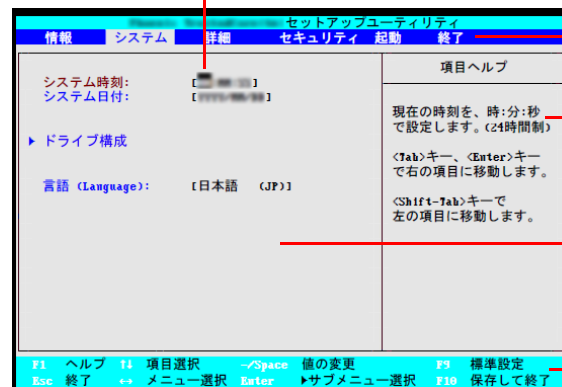 セットアップユーティリティ
情報 システム 詳細 セキュリティ 起動 終了
項目ヘルプ
システム時刻:
システム日付:
▶ ドライブ構成
言語 (Language): [日本語 (JP)]
現在の時刻を、時:分:秒
で設定します。(24時間制)
<Tab>キー、<Enter>キー
で右の項目に移動します。
<Shift-Tab>キーで
左の項目に移動します。
F1 ヘルプ ↑↓ 項目選択 -/Space 値の変更 F9 標準設定
Esc 終了 ↔ メニュー選択 Enter ▶サブメニュー選択 F10 保存して終了